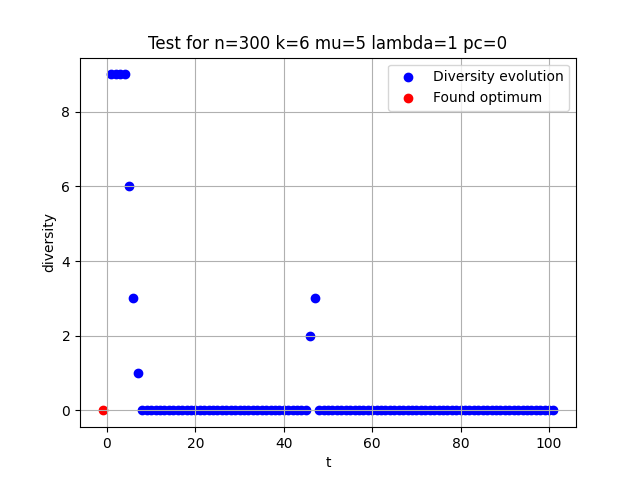 Test for n=300 k=6 mu=5 lambda=1 pc=0
Diversity evolution
Found optimum
8
6
4
2
0
diversity
0 20 40 60 80 100
t